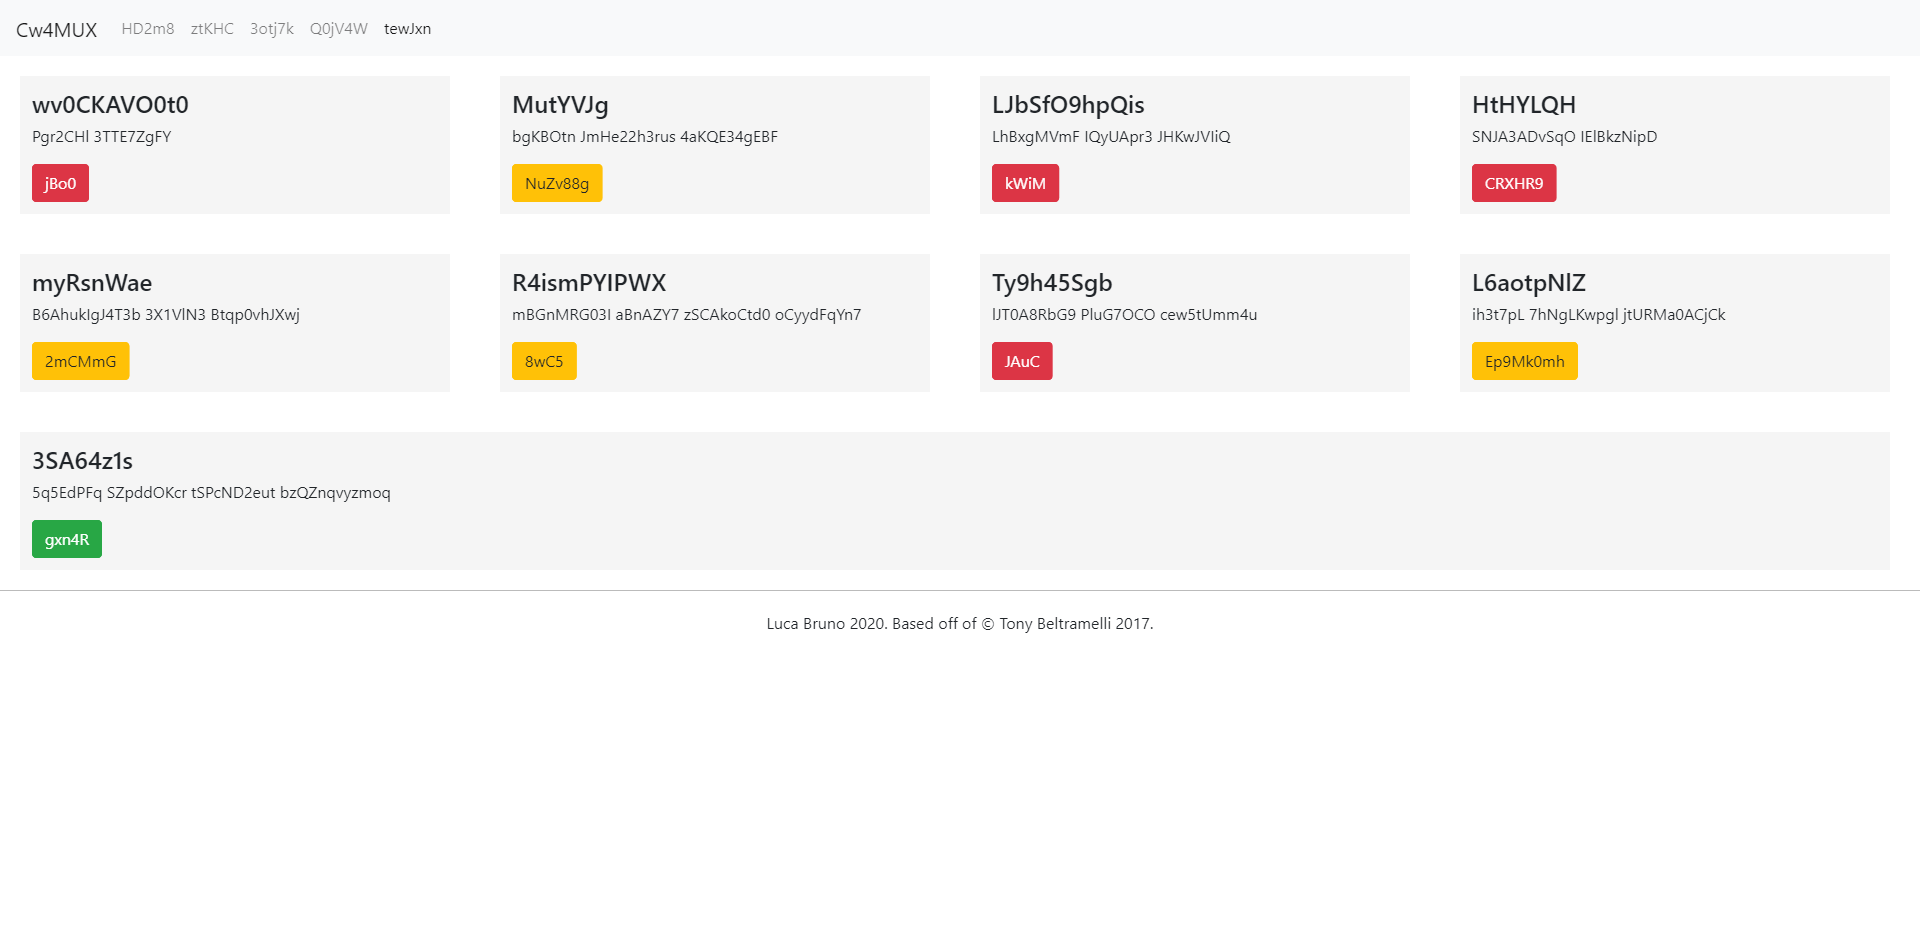 Cw4MUX HD2m8 ztKHC 3otj7k Q0jV4W tewJxn
wv0CKAVO0t0
Pgr2CHl 3TTE7ZgFY
jBo0
MutYVJg
bgKBOtn JmHe22h3rus 4aKQE34gEBF
NuZv88g
LJbSfO9hpQis
LhBxgMVmF IQyUApr3 JHKwJVIiQ
kWiM
HtHYLQH
SNJA3ADvSqO IElBkzNipD
CRXHR9
myRsnWae
B6AhukIgJ4T3b 3X1VlN3 Btqp0vhJXwj
2mCMmG
R4ismPYIPWX
mBGnMRG03I aBnAZY7 zSCAkoCtd0 oCyydFqYn7
8wC5
Ty9h45Sgb
lJT0A8RbG9 PluG7OCO cew5tUmm4u
JAuC
L6aotpNlZ
ih3t7pL 7hNgLKwpgl jtURMa0ACjCk
Ep9Mk0mh
3SA64z1s
5q5EdPFq SZpddOKcr tSPcND2eut bzQZnqvyzmoq
gxn4R
Luca Bruno 2020. Based off of © Tony Beltramelli 2017.